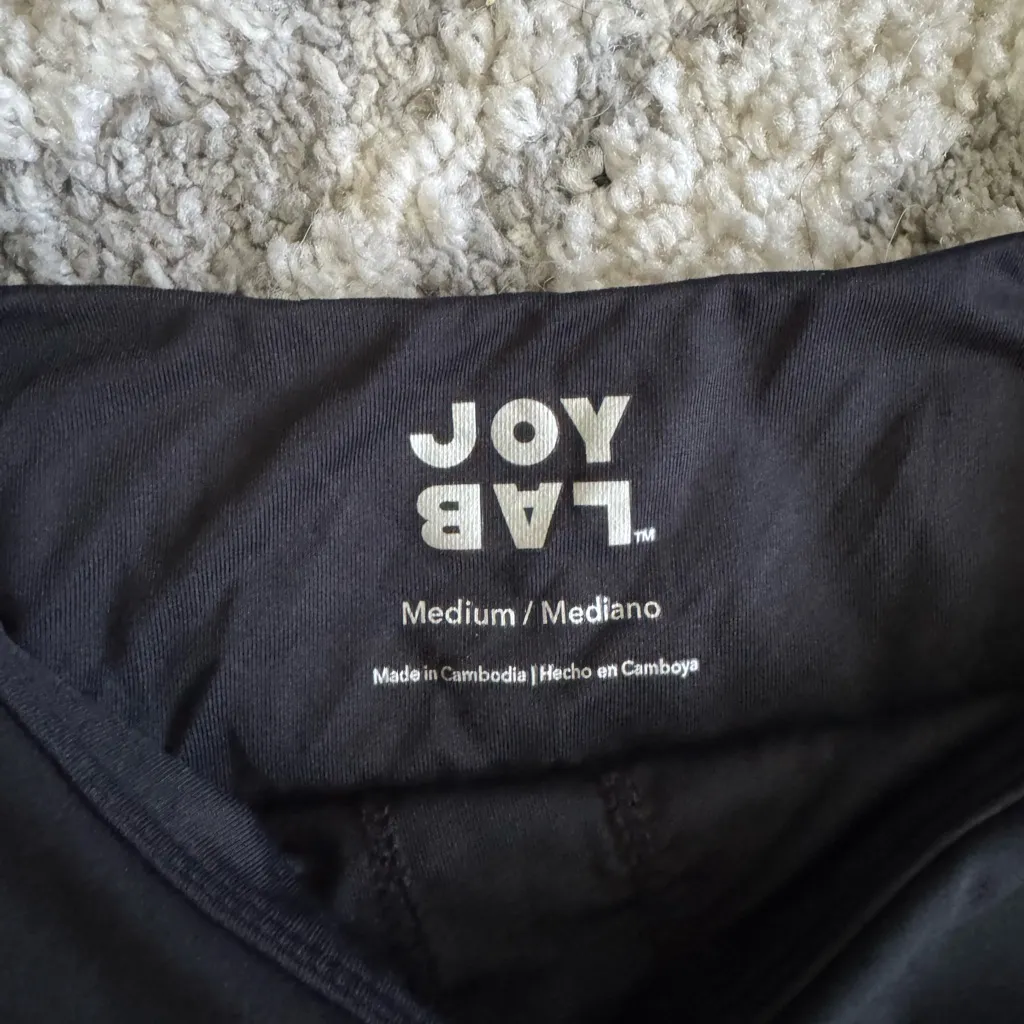 JOY
LAB™
Medium / Mediano
Made in Cambodia | Hecho en Camboya